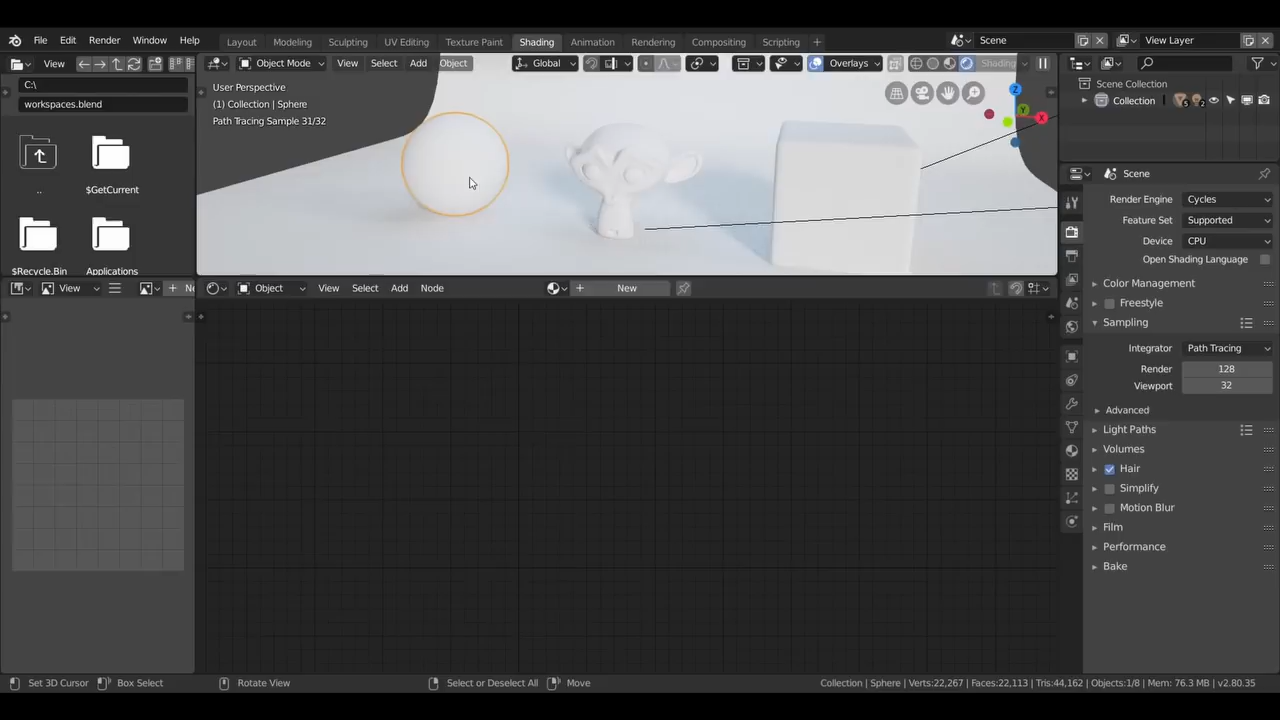 File Edit Render Window Help
Layout Modeling Sculpting UV Editing Texture Paint Shading Animation Rendering Compositing Scripting +
Scene
View Layer
View
C:\
workspaces.blend
..
$GetCurrent
$Recycle.Bin
Applications
Object Mode View Select Add Object Global Overlays Shading
User Perspective
(1) Collection | Sphere
Path Tracing Sample 31/32
Z
Y
X
Scene Collection
Collection
5
2
Scene
Render Engine Cycles
Feature Set Supported
Device CPU
Open Shading Language
Color Management
Freestyle
Sampling
Integrator Path Tracing
Render 128
Viewport 32
Advanced
Light Paths
Volumes
Hair
Simplify
Motion Blur
Film
Performance
Bake
View + Ne
Object View Select Add Node + New
Set 3D Cursor Box Select Rotate View Select or Deselect All Move
Collection | Sphere | Verts:22,267 | Faces:22,113 | Tris:44,162 | Objects:1/8 | Mem: 76.3 MB | v2.80.35